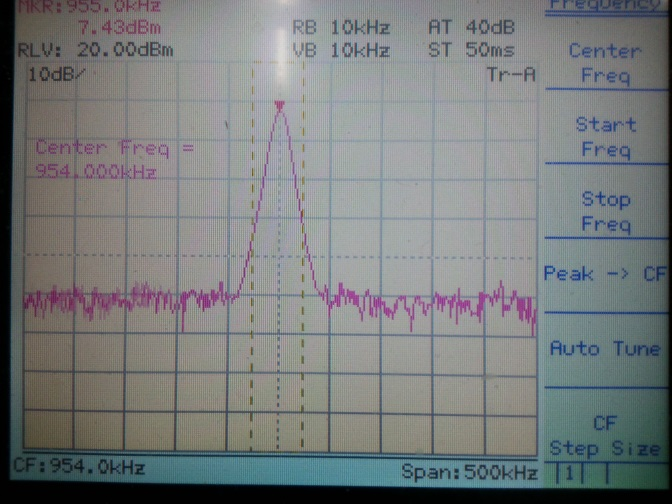 MKR:955.0kHz
7.43dBm
RB 10kHz
AT 40dB
RLV: 20.00dBm
VB 10kHz
ST 50ms
10dB/
Tr-A
Center Freq =
954.000kHz
CF:954.0kHz
Span:500kHz
Frequency
Center
Freq
Start
Freq
Stop
Freq
Peak -> CF
Auto Tune
CF
Step Size
|1| |